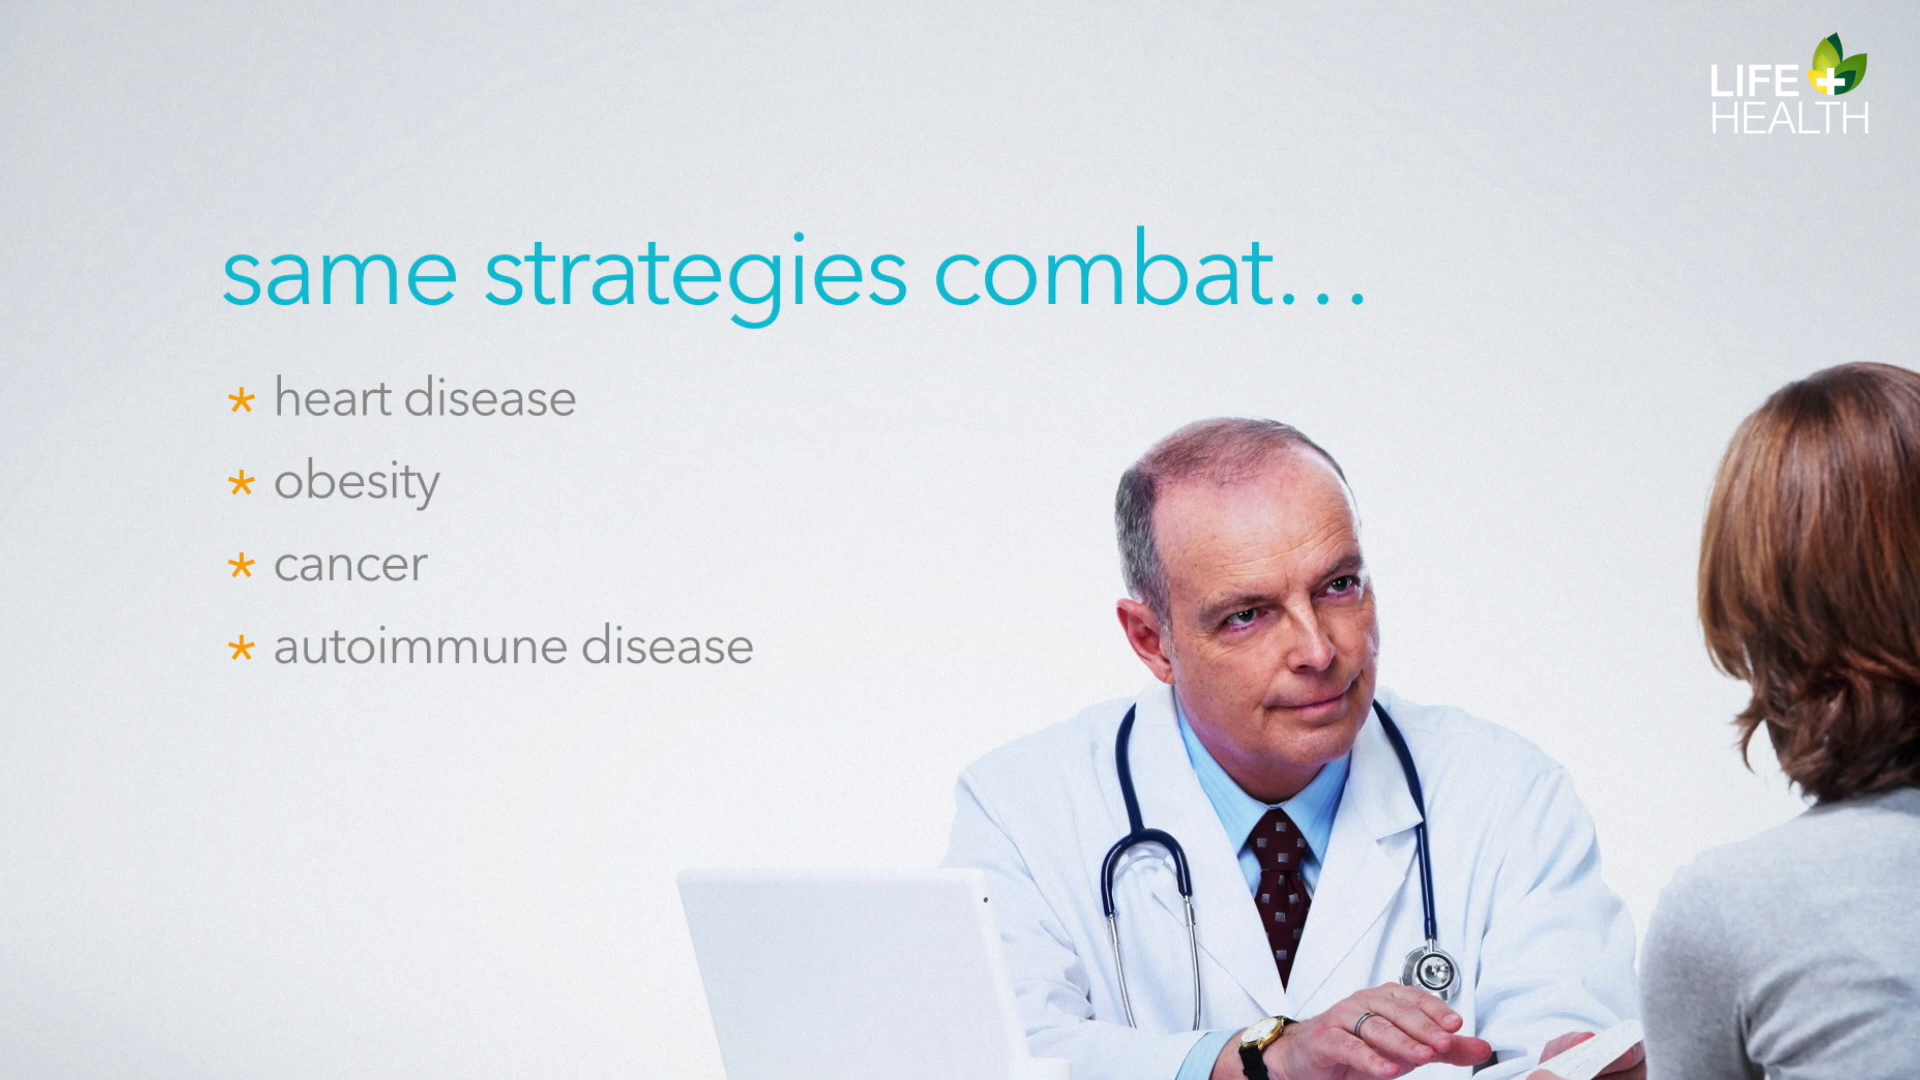 LIFE +
HEALTH
same strategies combat...
* heart disease
* obesity
* cancer
* autoimmune disease